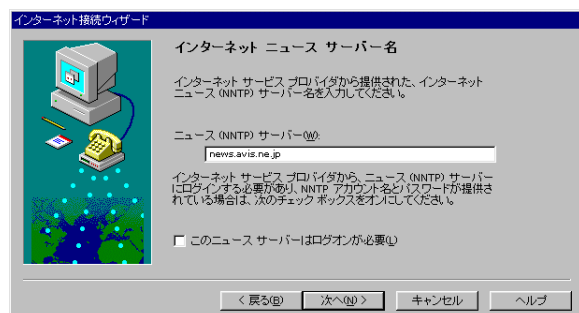 インターネット接続ウィザード
インターネット ニュース サーバー名
インターネット サービス プロバイダから提供された、インターネット
ニュース (NNTP) サーバー名を入力してください。
ニュース (NNTP) サーバー(W):
news.avis.ne.jp
インターネット サービス プロバイダから、ニュース (NNTP) サーバー
にログインする必要があり、NNTP アカウント名とパスワードが提供さ
れている場合は、次のチェック ボックスをオンにしてください。
このニュース サーバーはログオンが必要(L)
< 戻る(B)
次へ(N) >
キャンセル
ヘルプ